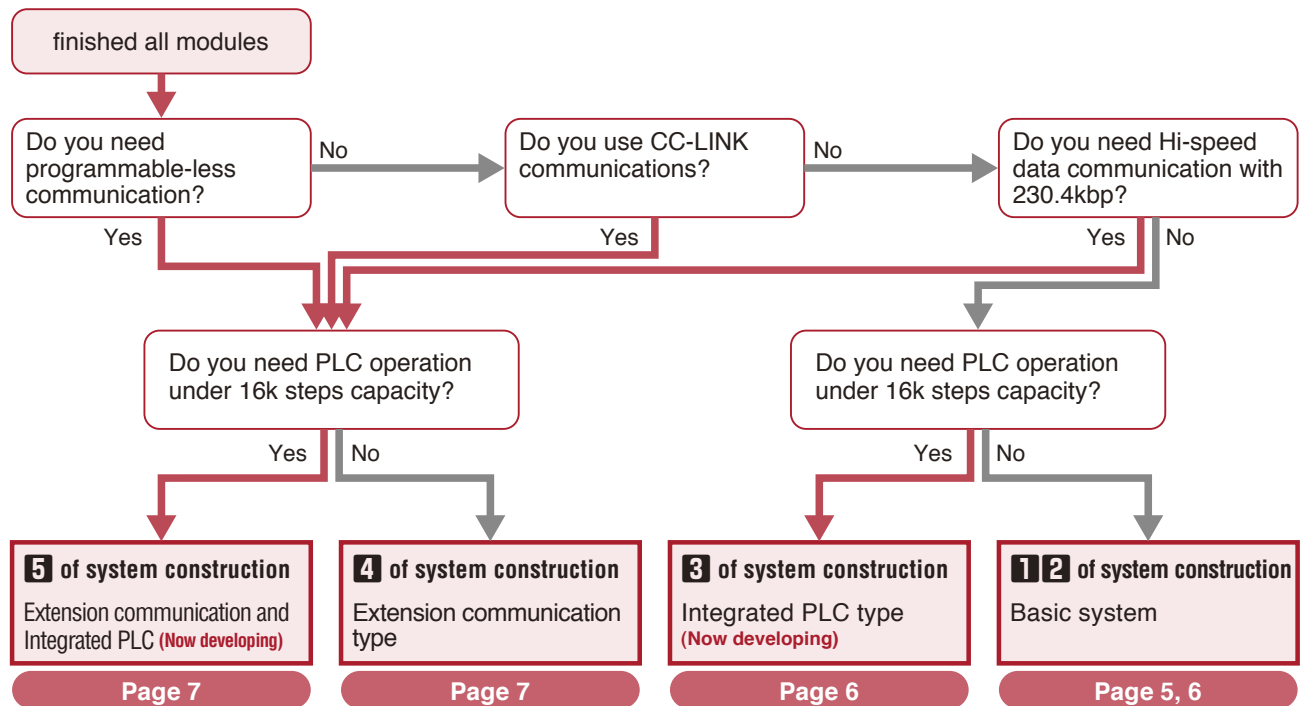 finished all modules
Do you need
programmable-less
communication?
No
Do you use CC-LINK
communications?
No
Do you need Hi-speed
data communication with
230.4kbp?
Yes
Yes
Yes
No
Do you need PLC operation
under 16k steps capacity?
Do you need PLC operation
under 16k steps capacity?
Yes
No
Yes
No
5 of system construction
Extension communication and
Integrated PLC (Now developing)
4 of system construction
Extension communication
type
3 of system construction
Integrated PLC type
(Now developing)
1 2 of system construction
Basic system
Page 7
Page 7
Page 6
Page 5, 6